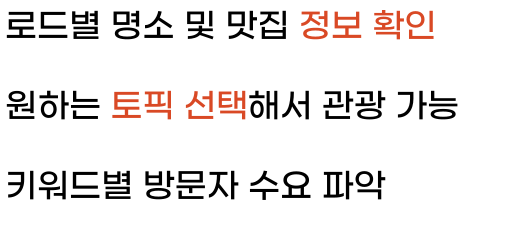 로드별 명소 및 맛집 정보 확인
원하는 토픽 선택해서 관광 가능
키워드별 방문자 수요 파악